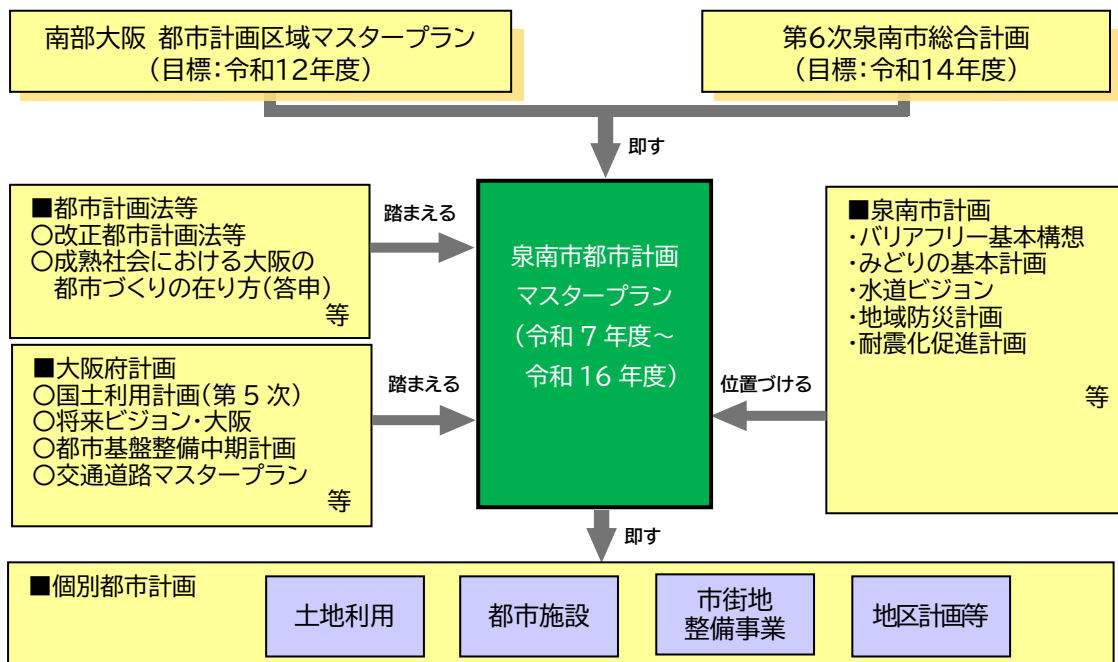 南部大阪 都市計画区域マスタープラン
(目標:令和12年度)
第6次泉南市総合計画
(目標:令和14年度)
即す
■都市計画法等
○改正都市計画法等
○成熟社会における大阪の
都市づくりの在り方(答申)
等
踏まえる
■大阪府計画
○国土利用計画(第5次)
○将来ビジョン・大阪
○都市基盤整備中期計画
○交通道路マスタープラン
等
踏まえる
泉南市都市計画
マスタープラン
(令和7年度~
令和16年度)
■泉南市計画
・バリアフリー基本構想
・みどりの基本計画
・水道ビジョン
・地域防災計画
・耐震化促進計画
等
位置づける
即す
■個別都市計画
土地利用
都市施設
市街地
整備事業
地区計画等